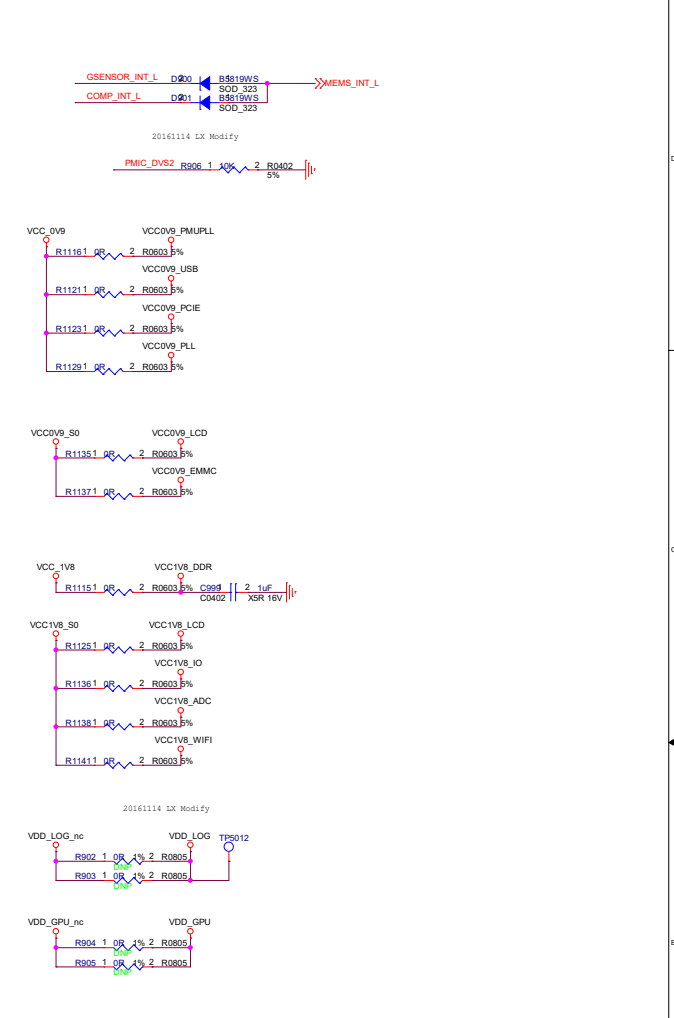 GSENSOR_INT_L D900 2 1 B5819WS
SOD_323
MEMS_INT_L
COMP_INT_L D901 2 1 B5819WS
SOD_323
20161114 LX Modify
PMIC_DVS2 R906 1 10K 2 R0402
5%
VCC_0V9 VCC0V9_PMUPLL
R1116 1 0R 2 R0603 5%
VCC0V9_USB
R1121 1 0R 2 R0603 5%
VCC0V9_PCIE
R1123 1 0R 2 R0603 5%
VCC0V9_PLL
R1129 1 0R 2 R0603 5%
VCC0V9_S0 VCC0V9_LCD
R1135 1 0R 2 R0603 5%
VCC0V9_EMMC
R1137 1 0R 2 R0603 5%
VCC_1V8 VCC1V8_DDR
R1115 1 0R 2 R0603 5% C999 1 2 1uF
C0402 X5R 16V
VCC1V8_S0 VCC1V8_LCD
R1125 1 0R 2 R0603 5%
VCC1V8_IO
R1136 1 0R 2 R0603 5%
VCC1V8_ADC
R1138 1 0R 2 R0603 5%
VCC1V8_WIFI
R1141 1 0R 2 R0603 5%
20161114 LX Modify
VDD_LOG_nc VDD_LOG TP5012
R902 1 0R 1% 2 R0805
DNP
R903 1 0R 1% 2 R0805
DNP
VDD_GPU_nc VDD_GPU
R904 1 0R 1% 2 R0805
DNP
R905 1 0R 1% 2 R0805
DNP